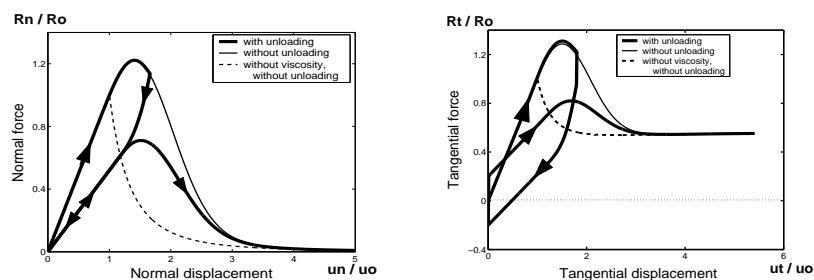 Rn / Ro
with unloading
without unloading
without viscosity,
without unloading
Normal force
1.2
0.8
0.4
0
0
1
2
3
4
5
Normal displacement
un / uo
Rt / Ro
with unloading
without unloading
without viscosity,
without unloading
Tangential force
1.2
0.8
0.4
0
−0.4
0
2
4
6
Tangential displacement
ut / uo